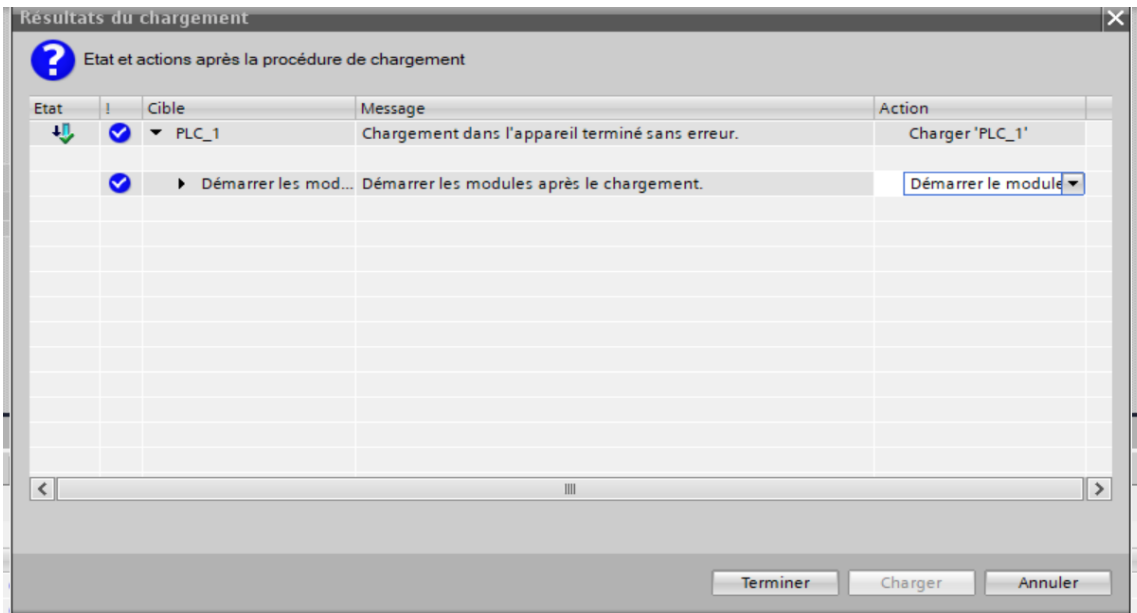 Résultats du chargement
Etat et actions après la procédure de chargement
Etat ! Cible Message Action
PLC_1 Chargement dans l'appareil terminé sans erreur. Charger 'PLC_1'
Démarrer les mod... Démarrer les modules après le chargement. Démarrer le module
Terminer Charger Annuler